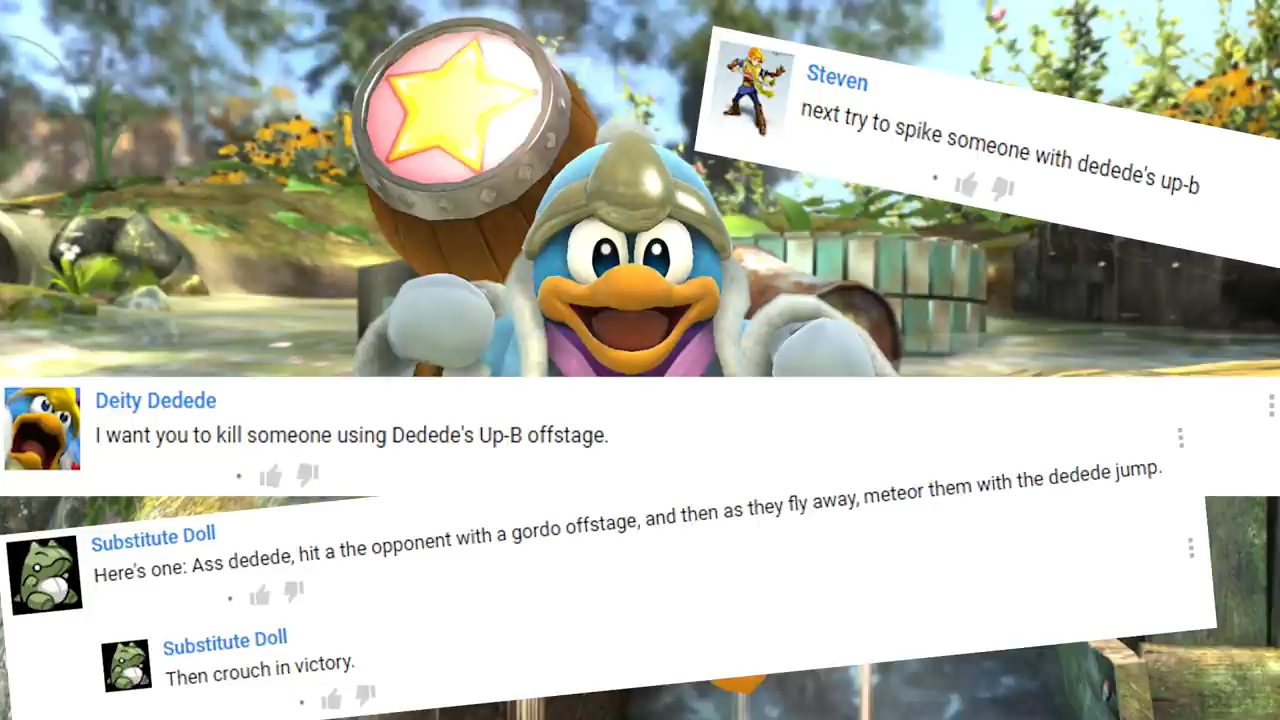 Steven
next try to spike someone with dedede's up-b
Deity Dedede
I want you to kill someone using Dedede's Up-B offstage.
Substitute Doll
Here's one: Ass dedede, hit a the opponent with a gordo offstage, and then as they fly away, meteor them with the dedede jump.
Substitute Doll
Then crouch in victory.